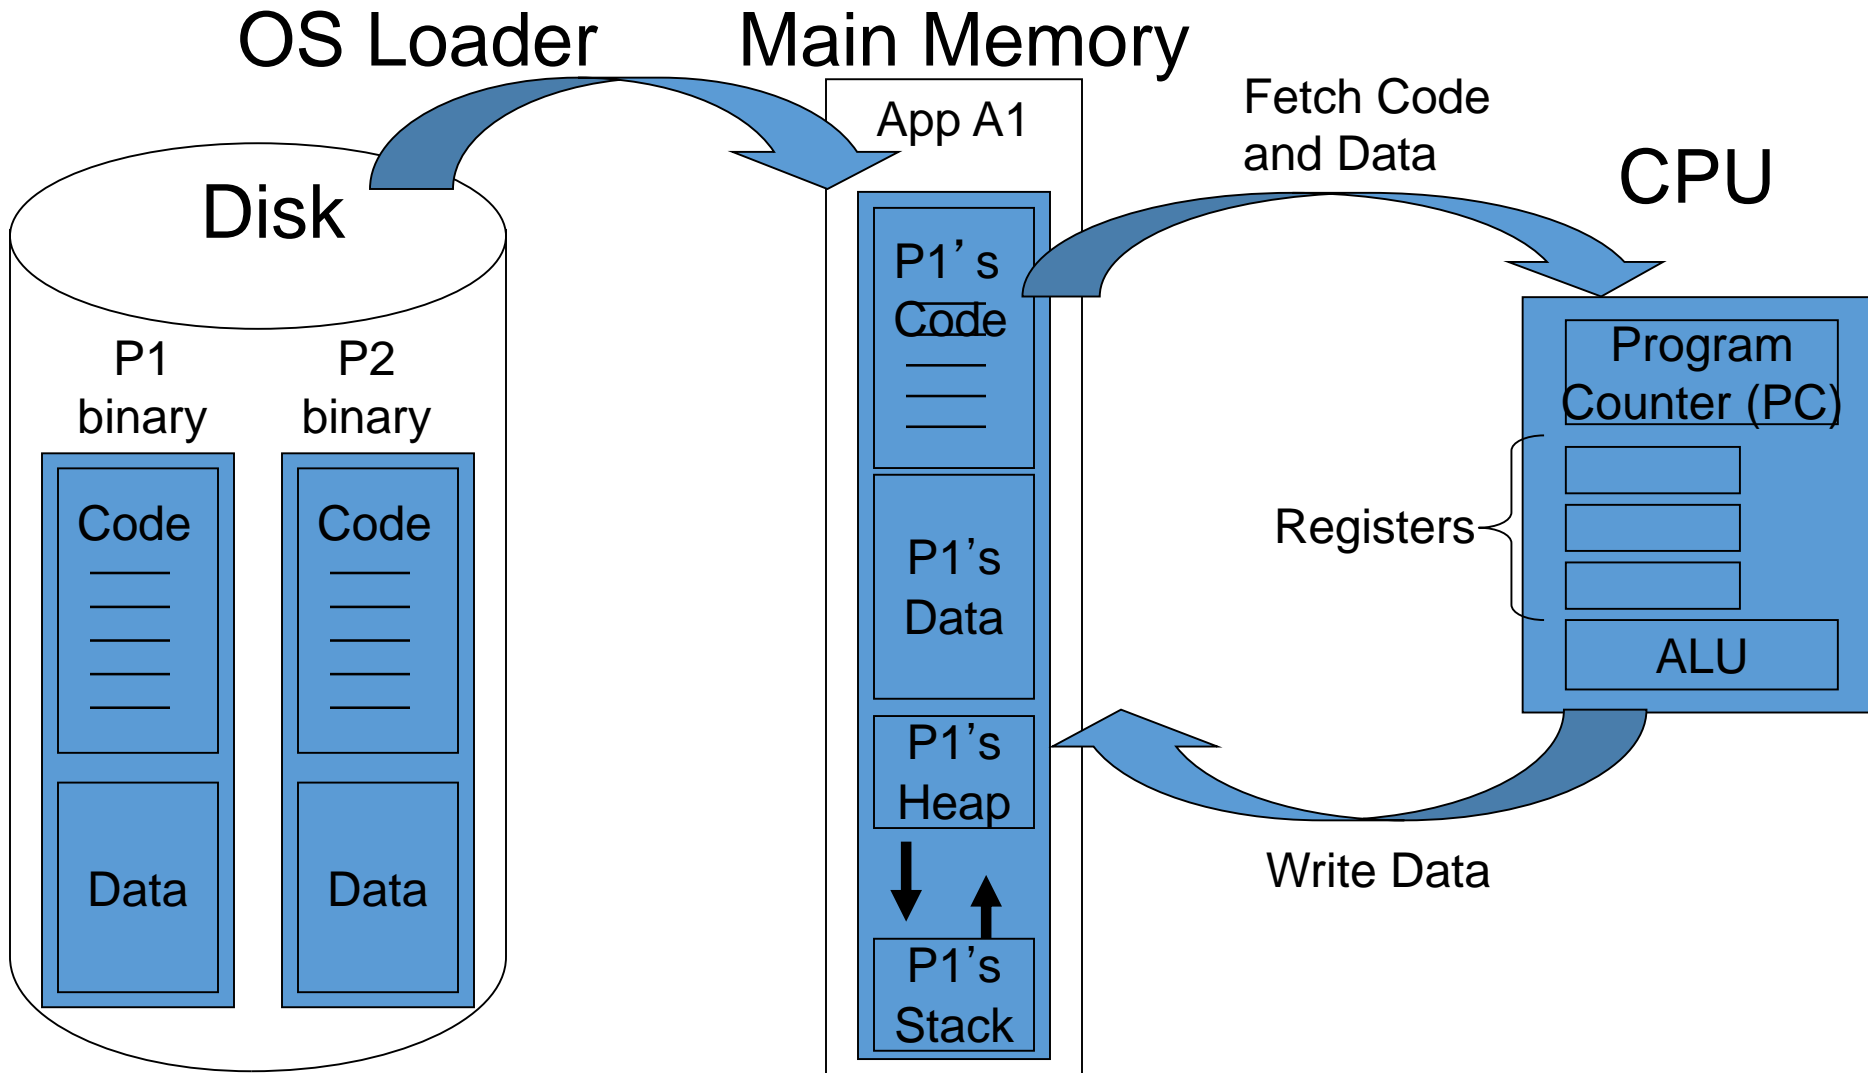 OS Loader
Main Memory
App A1
Fetch Code
and Data
CPU
Disk
P1
binary
P2
binary
Code
Data
Code
Data
P1’s
Code
P1’s
Data
P1’s
Heap
P1’s
Stack
Program
Counter (PC)
Registers
ALU
Write Data